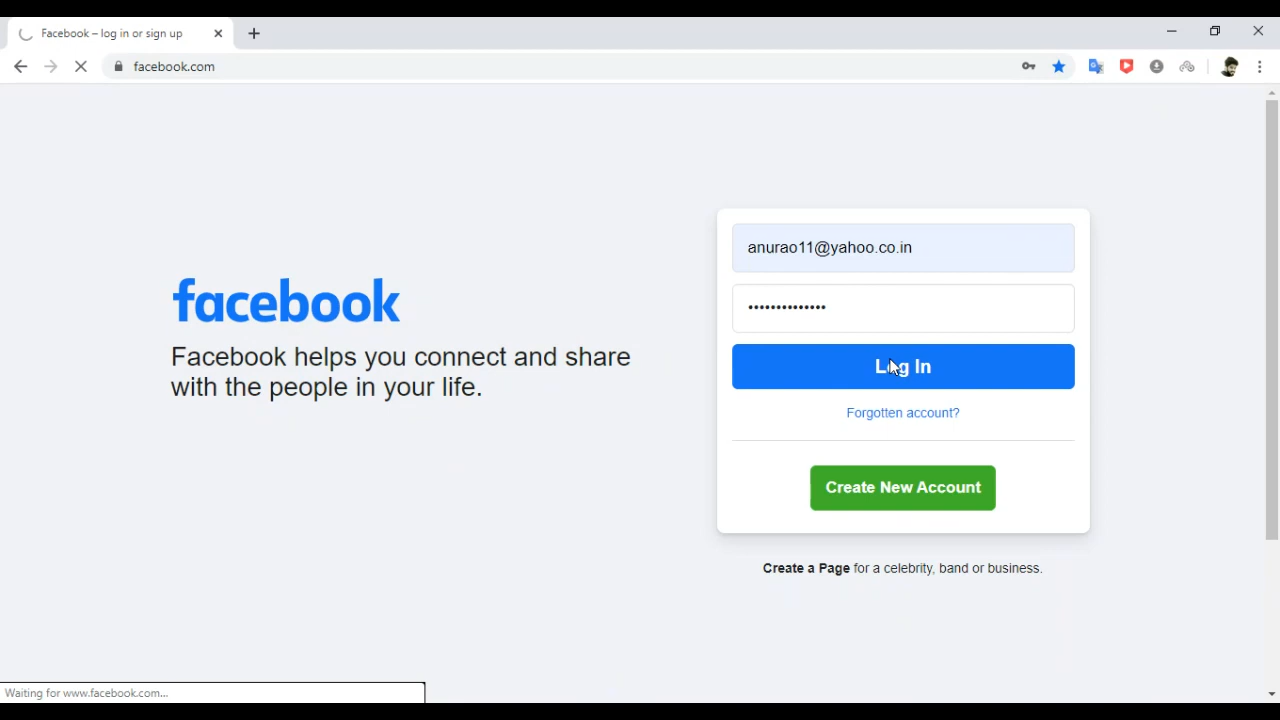 Facebook – log in or sign up
facebook.com
anurao11@yahoo.co.in
••••••••••••••
facebook
Facebook helps you connect and share
with the people in your life.
Log In
Forgotten account?
Create New Account
Create a Page for a celebrity, band or business.
Waiting for www.facebook.com...